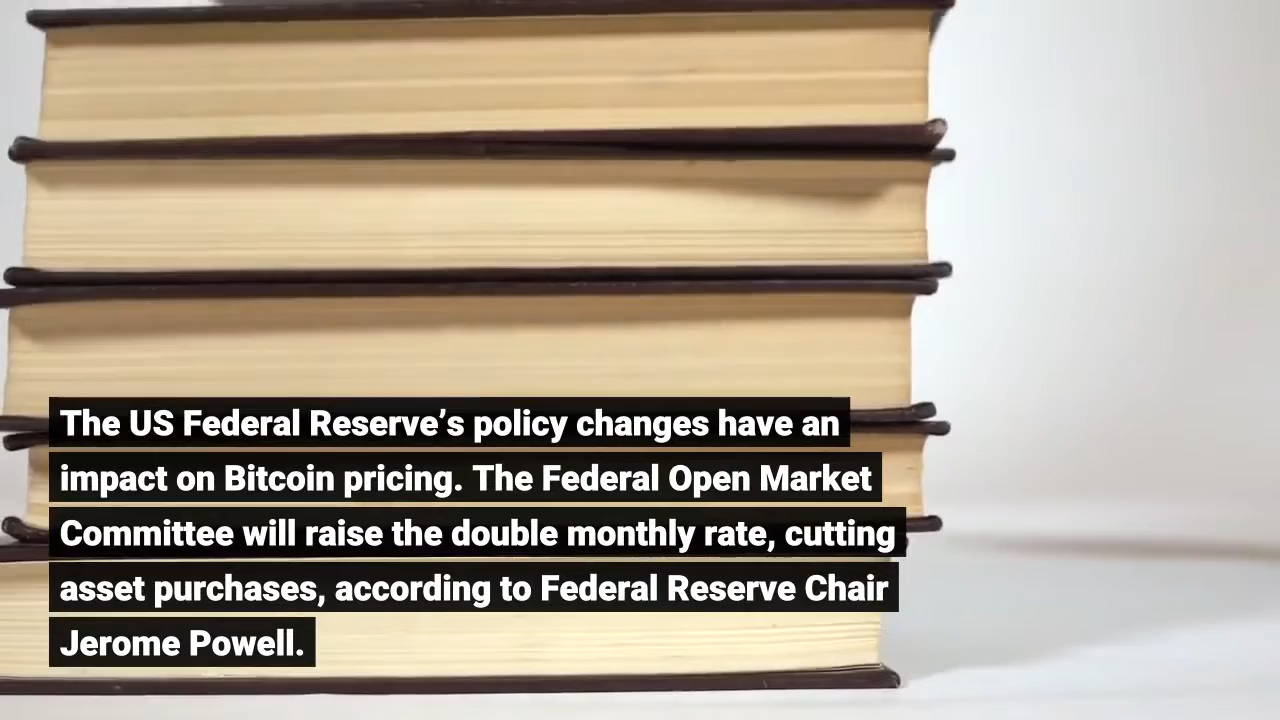 The US Federal Reserve’s policy changes have an
impact on Bitcoin pricing. The Federal Open Market
Committee will raise the double monthly rate, cutting
asset purchases, according to Federal Reserve Chair
Jerome Powell.